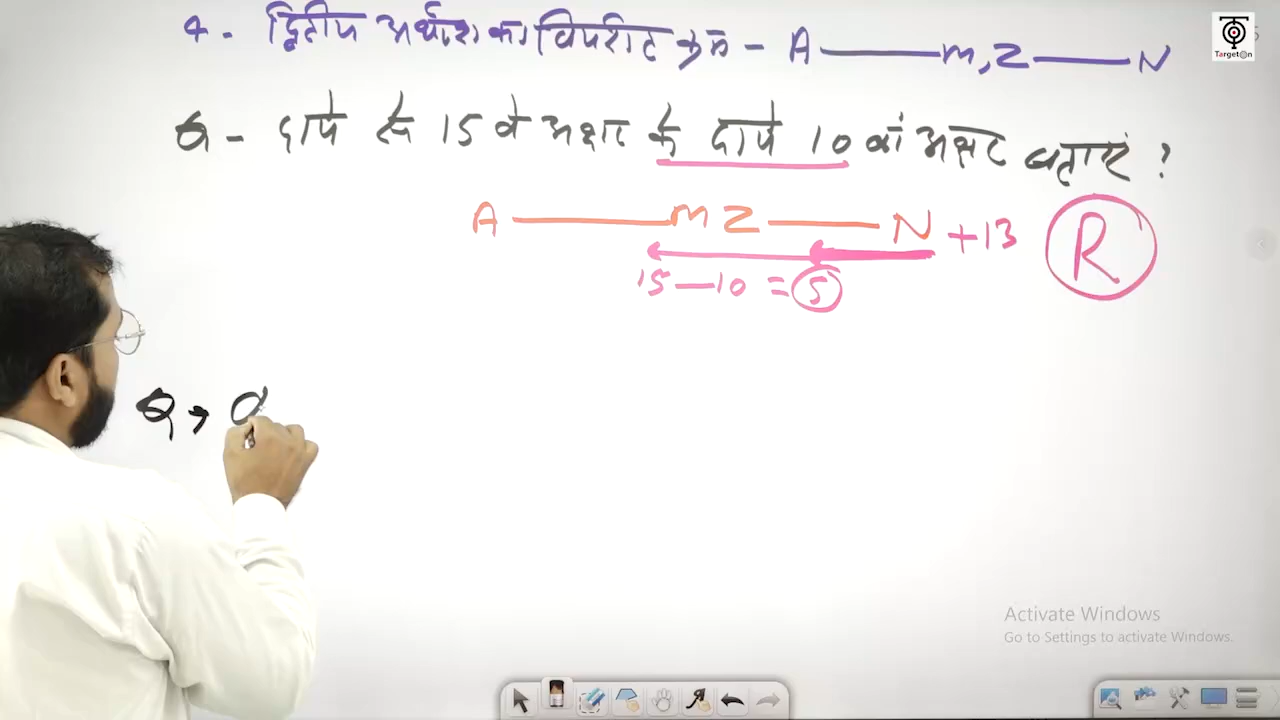 4. द्वितीय अर्धांश का विपरीत क्रम - A ——— M, Z ——— N
Targeton
Q - दायें से 15 वे अक्षर के दायें 10 वां अक्षर बताएं ?
A ——— M Z ——— N + 13 R
15 — 10 = 5
Q →
Activate Windows
Go to Settings to activate Windows.